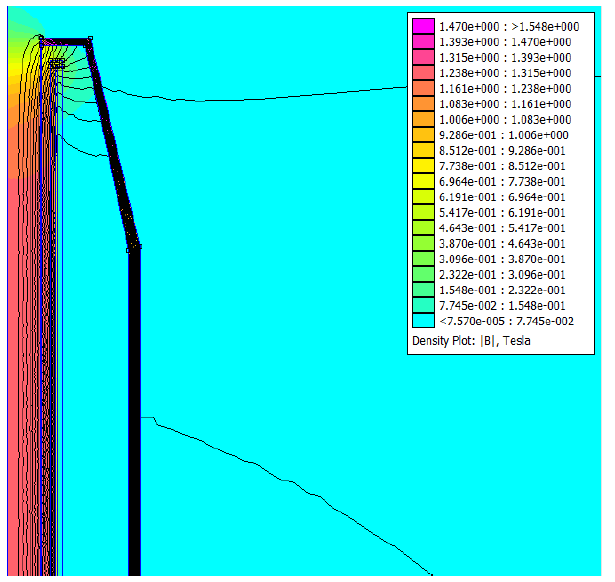 1.470e+000 : >1.548e+000
1.393e+000 : 1.470e+000
1.315e+000 : 1.393e+000
1.238e+000 : 1.315e+000
1.161e+000 : 1.238e+000
1.083e+000 : 1.161e+000
1.006e+000 : 1.083e+000
9.286e-001 : 1.006e+000
8.512e-001 : 9.286e-001
7.738e-001 : 8.512e-001
6.964e-001 : 7.738e-001
6.191e-001 : 6.964e-001
5.417e-001 : 6.191e-001
4.643e-001 : 5.417e-001
3.870e-001 : 4.643e-001
3.096e-001 : 3.870e-001
2.322e-001 : 3.096e-001
1.548e-001 : 2.322e-001
7.745e-002 : 1.548e-001
<7.570e-005 : 7.745e-002
Density Plot: |B|, Tesla